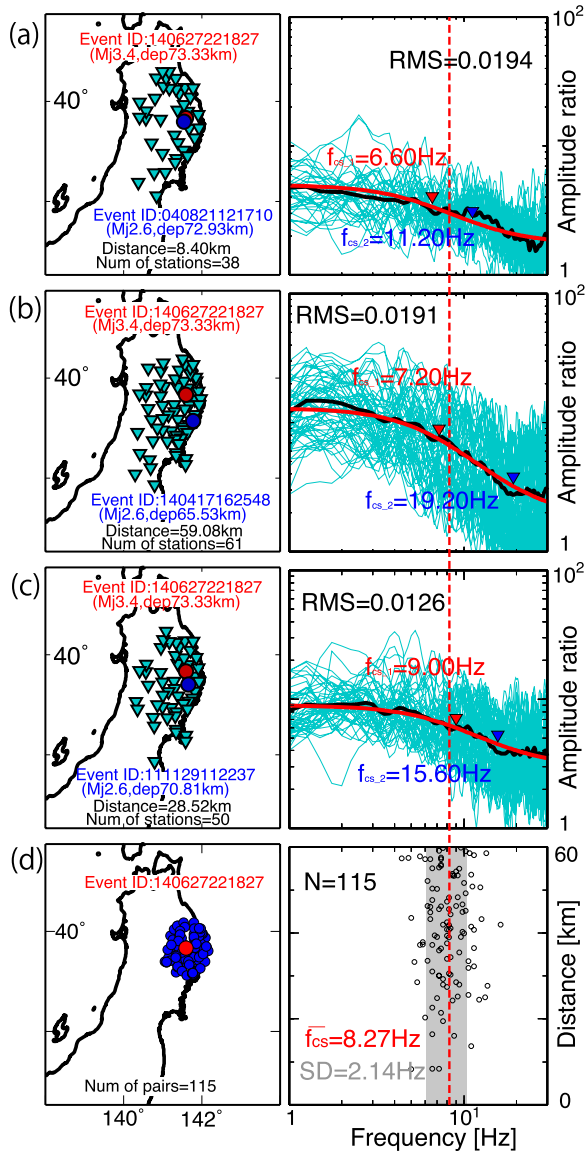 (a)
Event ID:140627221827
(Mj3.4,dep73.33km)
40°
Event ID:040821121710
(Mj2.6,dep72.93km)
Distance=8.40km
Num of stations=38
RMS=0.0194
fcs_1=6.60Hz
fcs_2=11.20Hz
10²
Amplitude ratio
1
(b)
Event ID:140627221827
(Mj3.4,dep73.33km)
40°
Event ID:140417162548
(Mj2.6,dep65.53km)
Distance=59.08km
Num of stations=61
RMS=0.0191
fcs_1=7.20Hz
fcs_2=19.20Hz
10²
Amplitude ratio
1
(c)
Event ID:140627221827
(Mj3.4,dep73.33km)
40°
Event ID:111129112237
(Mj2.6,dep70.81km)
Distance=28.52km
Num of stations=50
RMS=0.0126
fcs_1=9.00Hz
fcs_2=15.60Hz
10²
Amplitude ratio
1
(d)
Event ID:140627221827
40°
Num of pairs=115
140° 142°
N=115
f̅cs=8.27Hz
SD=2.14Hz
60
Distance [km]
0
1 10¹
Frequency [Hz]